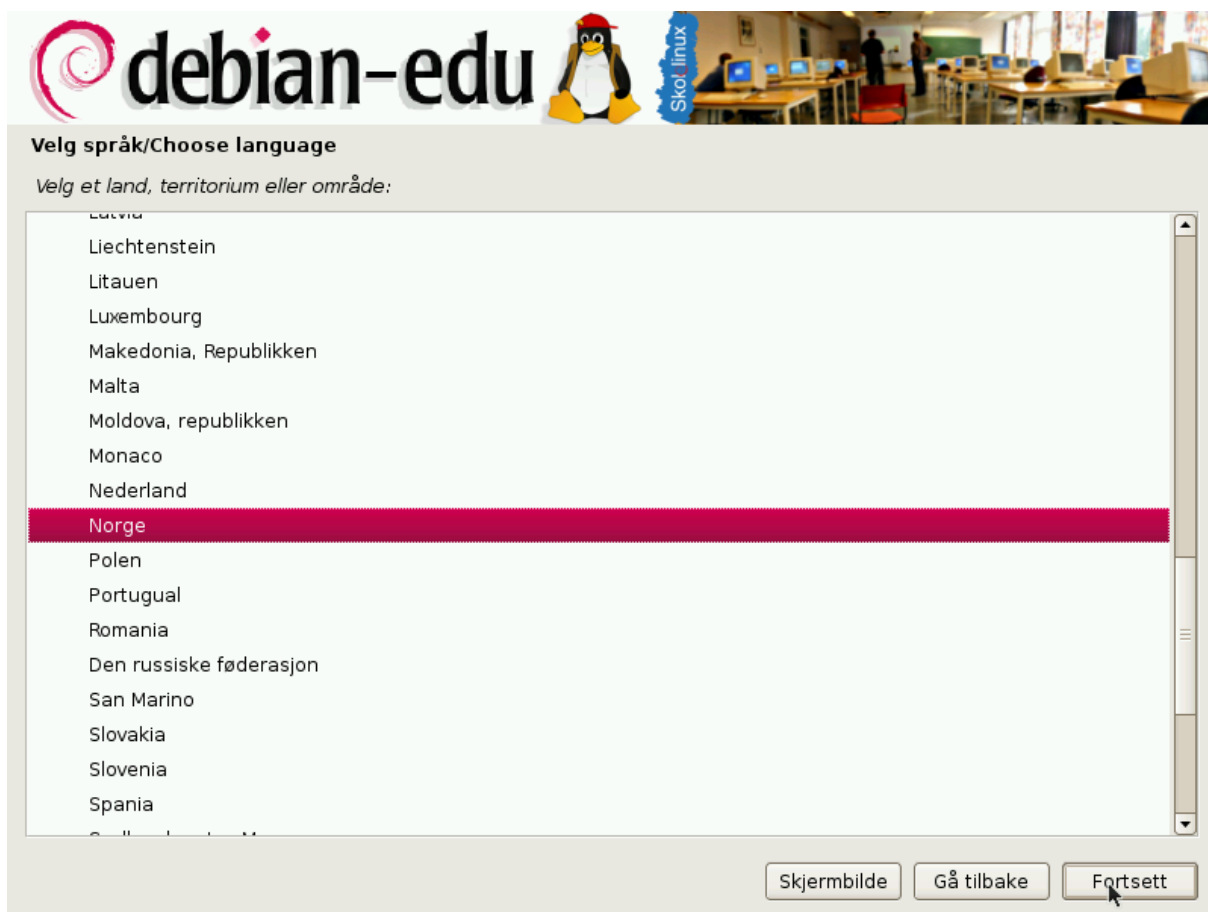 debian-edu
Skolelinux
Velg språk/Choose language
Velg et land, territorium eller område:
Latvia
Liechtenstein
Litauen
Luxembourg
Makedonia, Republikken
Malta
Moldova, republikken
Monaco
Nederland
Norge
Polen
Portugual
Romania
Den russiske føderasjon
San Marino
Slovakia
Slovenia
Spania
Skjermbilde
Gå tilbake
Fortsett